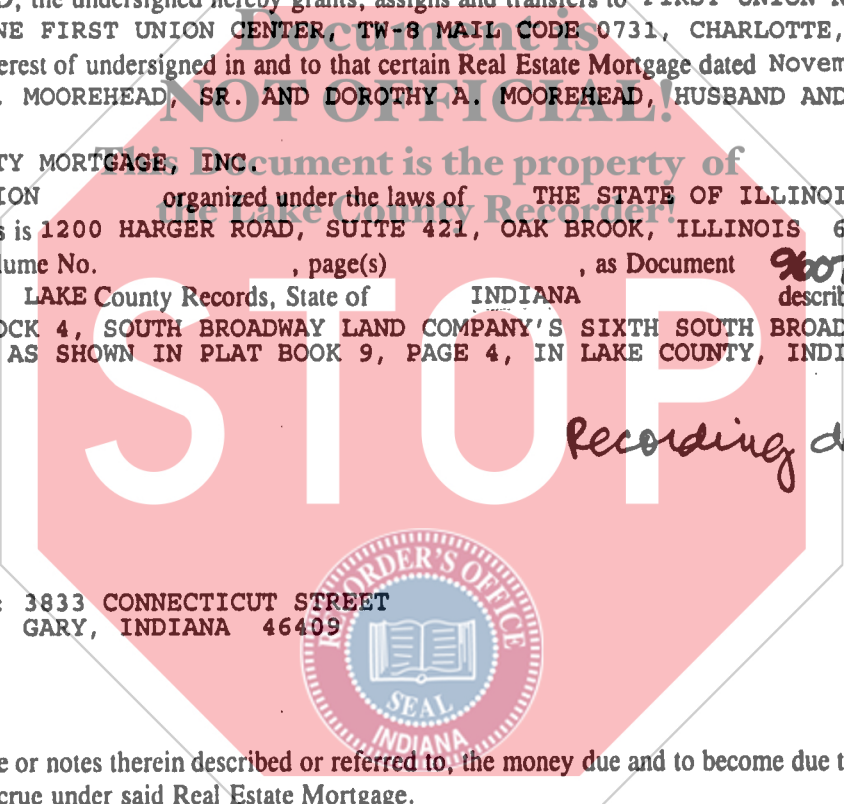 , the undersigned hereby grants, assigns and transfers to FIRST UNION
NE FIRST UNION CENTER, TW-8 MAIL CODE 0731, CHARLOTTE,
Document is
erest of undersigned in and to that certain Real Estate Mortgage dated Novem
. MOOREHEAD, SR. AND DOROTHY A. MOOREHEAD, HUSBAND AND
NOT OFFICIAL!
TY MORTGAGE, INC.
This Document is the property of
ION organized under the laws of THE STATE OF ILLINOI
the Lake County Recorder!
s is 1200 HARGER ROAD, SUITE 421, OAK BROOK, ILLINOIS 6
lume No. , page(s) , as Document 9607
LAKE County Records, State of INDIANA describ
OCK 4, SOUTH BROADWAY LAND COMPANY'S SIXTH SOUTH BROAD
AS SHOWN IN PLAT BOOK 9, PAGE 4, IN LAKE COUNTY, INDI
STOP
Recording d
: 3833 CONNECTICUT STREET
GARY, INDIANA 46409
RECORDER'S OFFICE
SEAL
INDIANA
e or notes therein described or referred to, the money due and to become due t
ccrue under said Real Estate Mortgage.